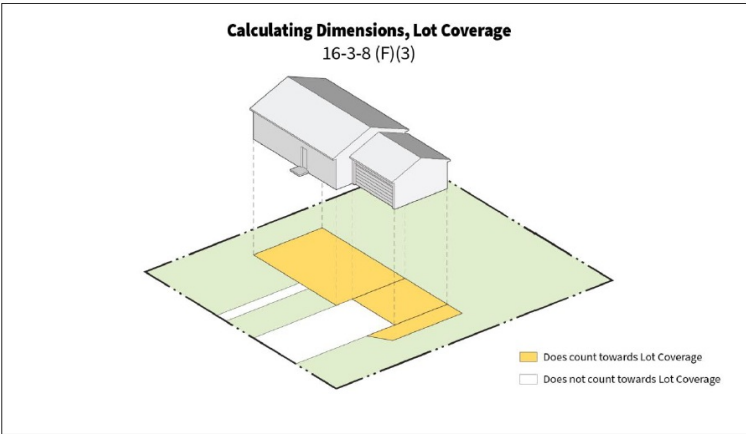 Calculating Dimensions, Lot Coverage
16-3-8 (F)(3)
Does count towards Lot Coverage
Does not count towards Lot Coverage